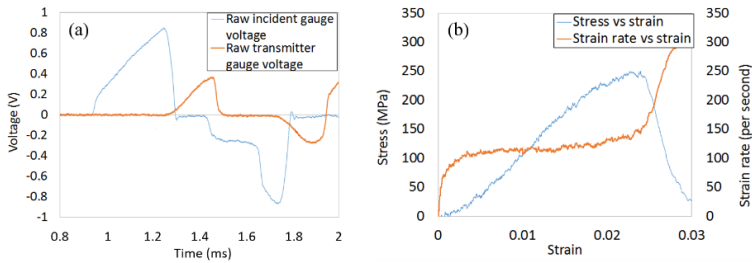 (a)
Raw incident gauge
voltage
Raw transmitter
gauge voltage
1
0.8
0.6
0.4
0.2
0
-0.2
-0.4
-0.6
-0.8
-1
Voltage (V)
0.8
1
1.2
1.4
1.6
1.8
2
Time (ms)
(b)
Stress vs strain
Strain rate vs strain
350
300
250
200
150
100
50
0
Stress (MPa)
350
300
250
200
150
100
50
0
Strain rate (per second)
0
0.01
0.02
0.03
Strain